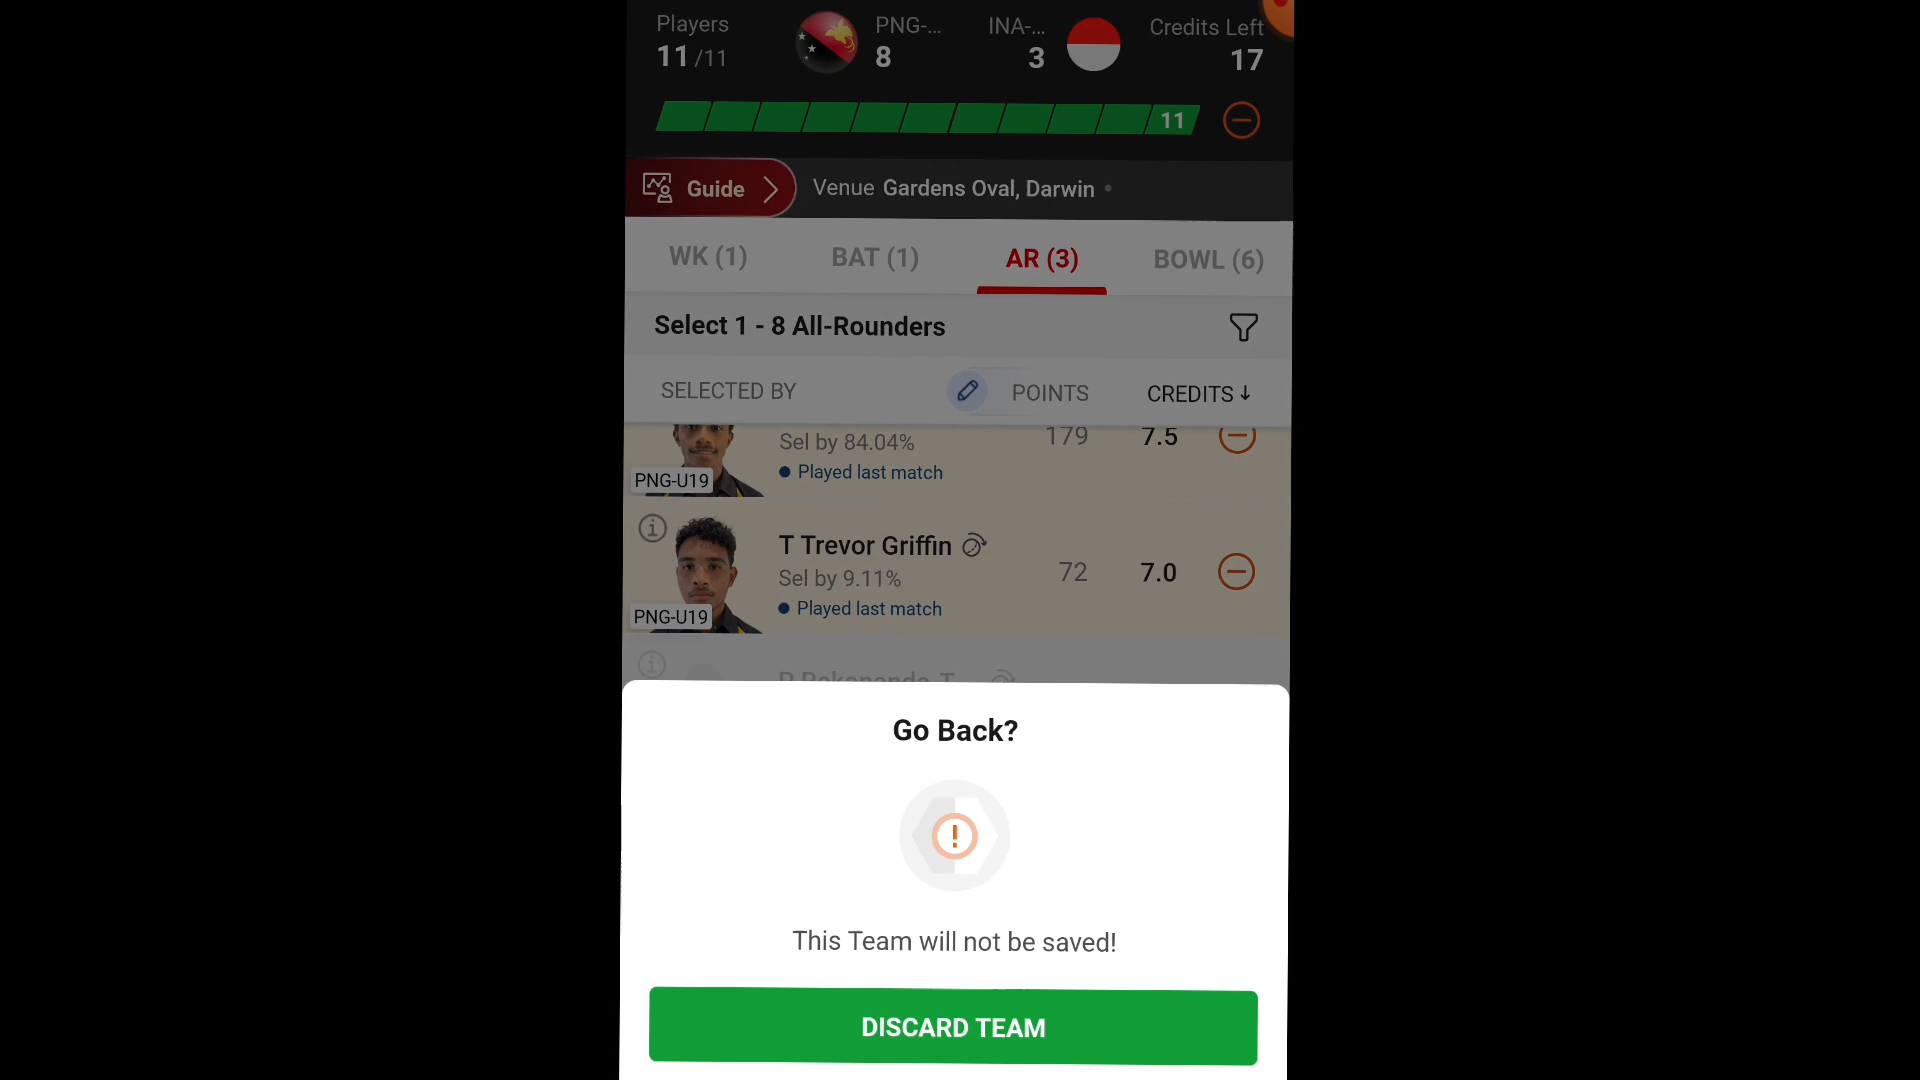 Players
11 /11
PNG-...
8
INA-...
3
Credits Left
17
11
Guide
Venue Gardens Oval, Darwin
WK (1)
BAT (1)
AR (3)
BOWL (6)
Select 1 - 8 All-Rounders
SELECTED BY
POINTS
CREDITS↓
Sel by 84.04%
179
7.5
Played last match
PNG-U19
T Trevor Griffin
Sel by 9.11%
72
7.0
Played last match
PNG-U19
Go Back?
!
This Team will not be saved!
DISCARD TEAM